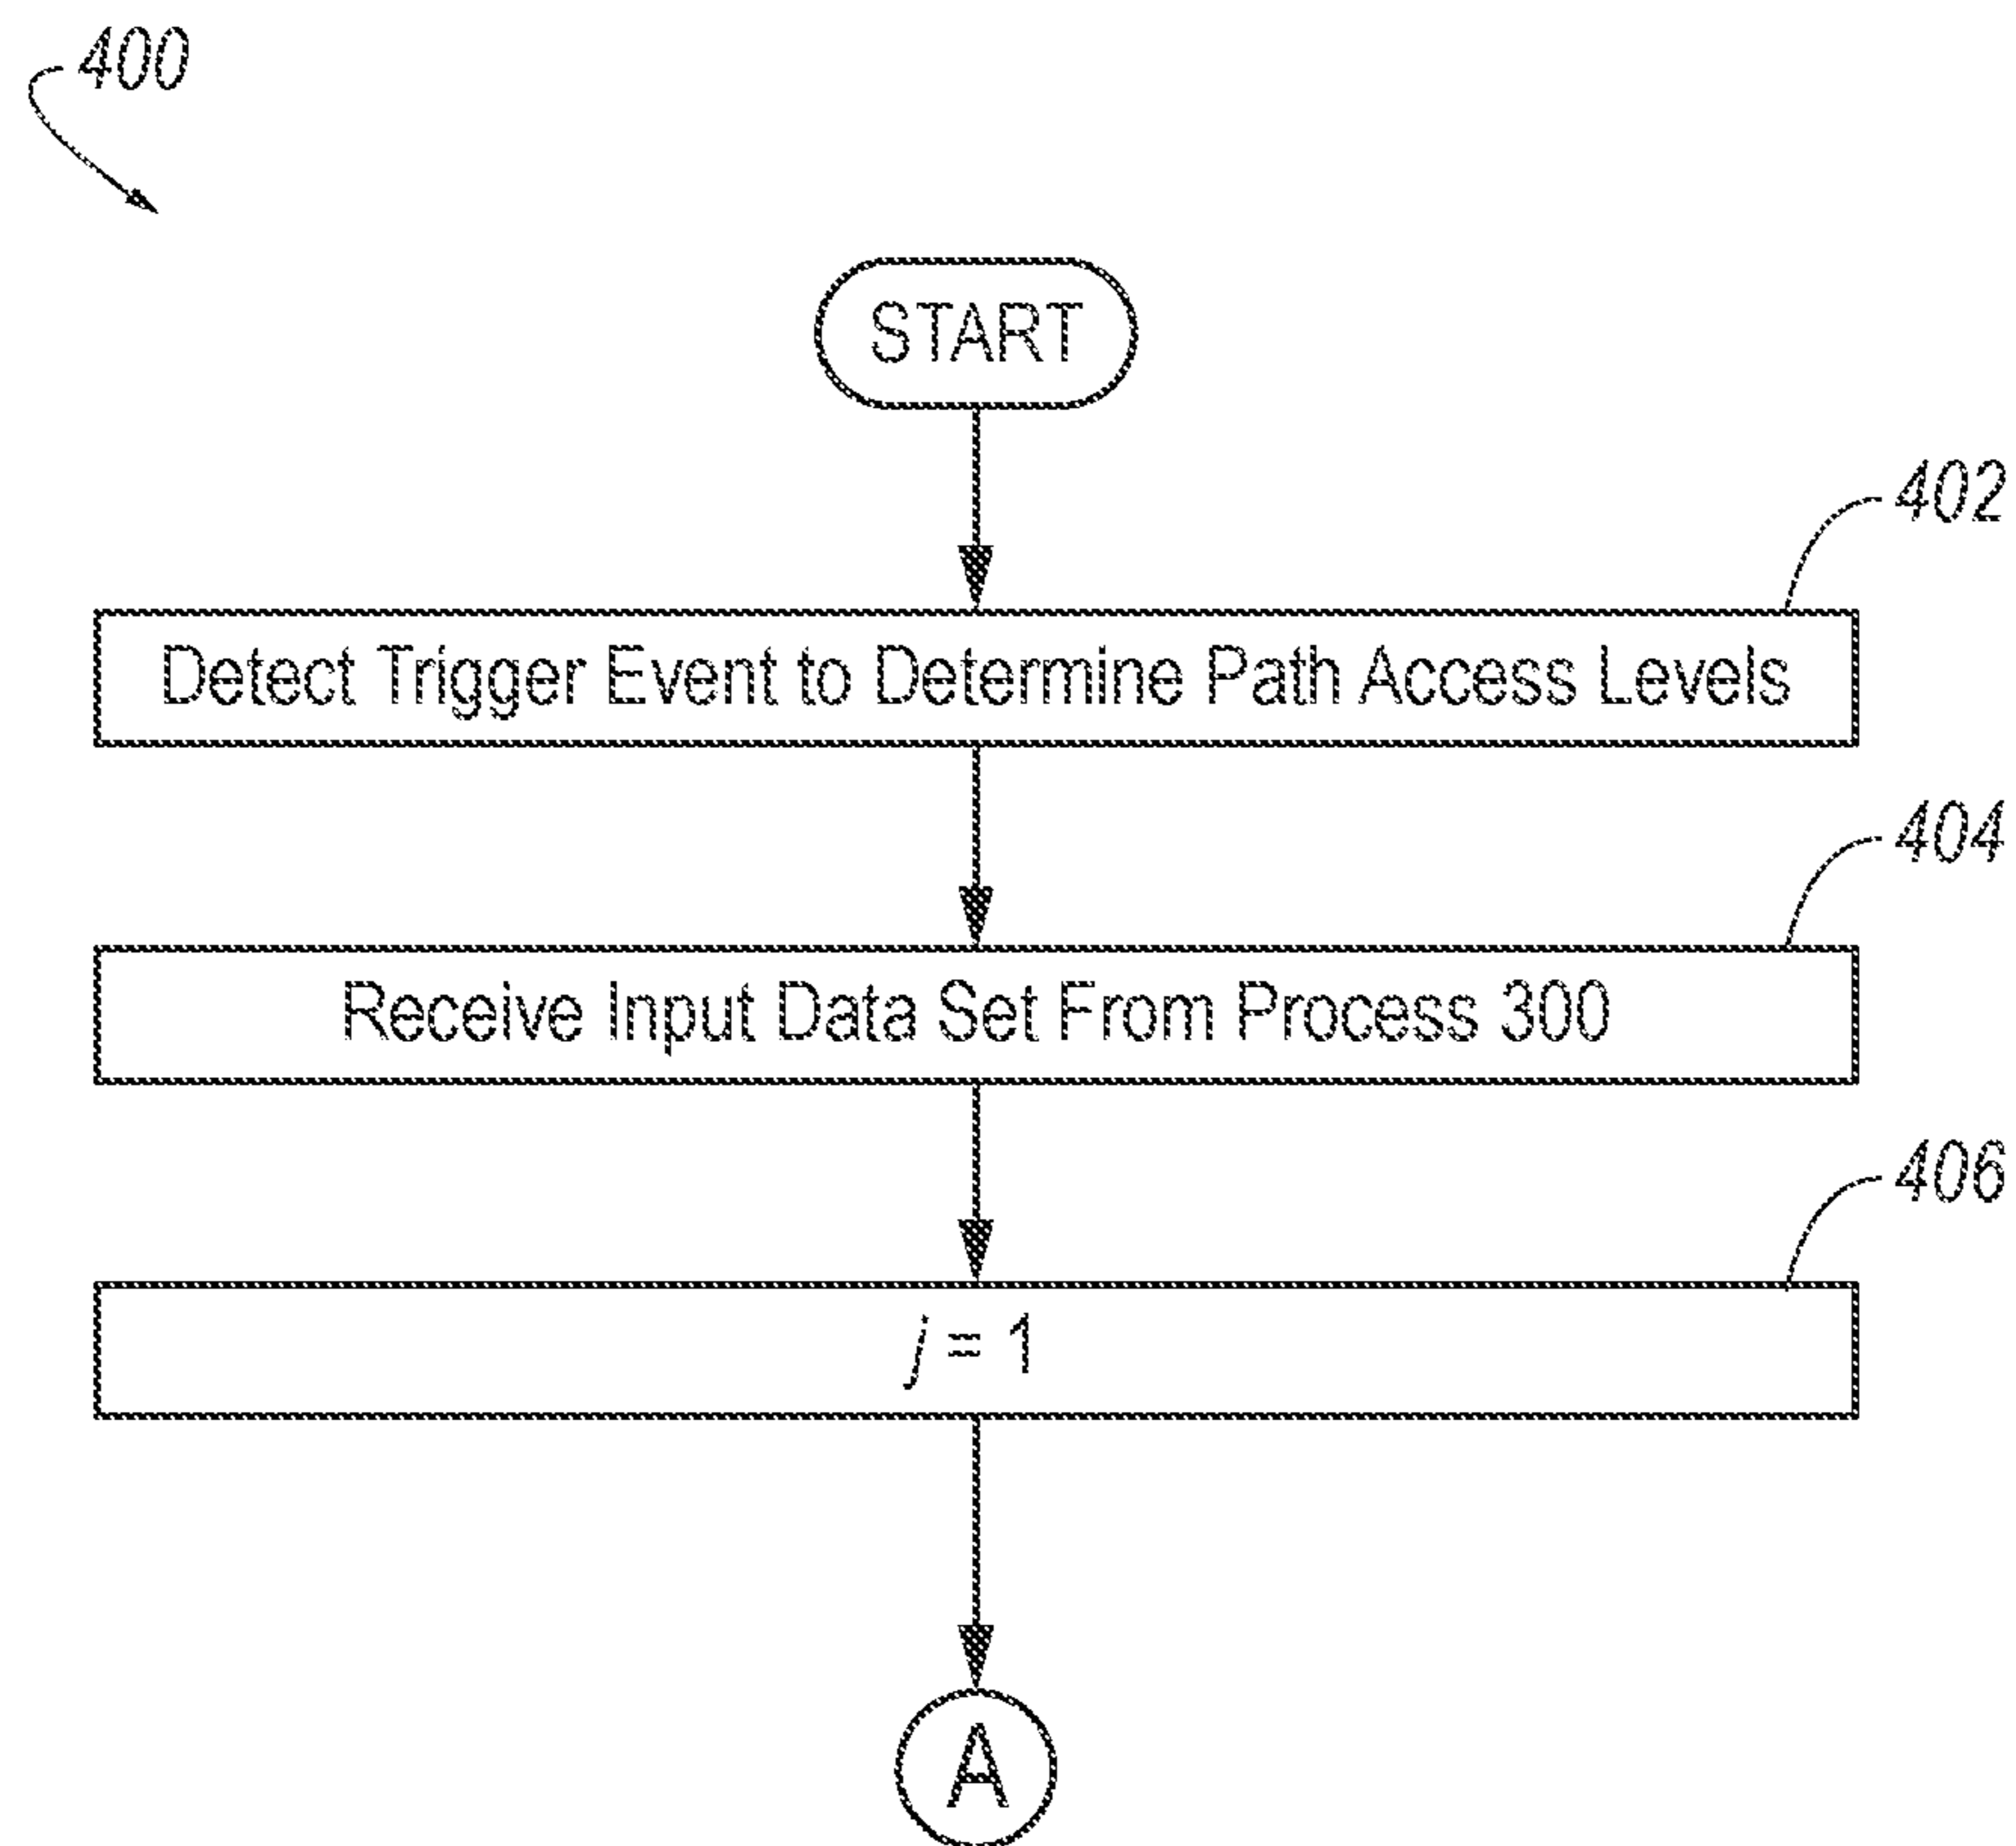 400
START
402
Detect Trigger Event to Determine Path Access Levels
404
Receive Input Data Set From Process 300
406
j = 1
A